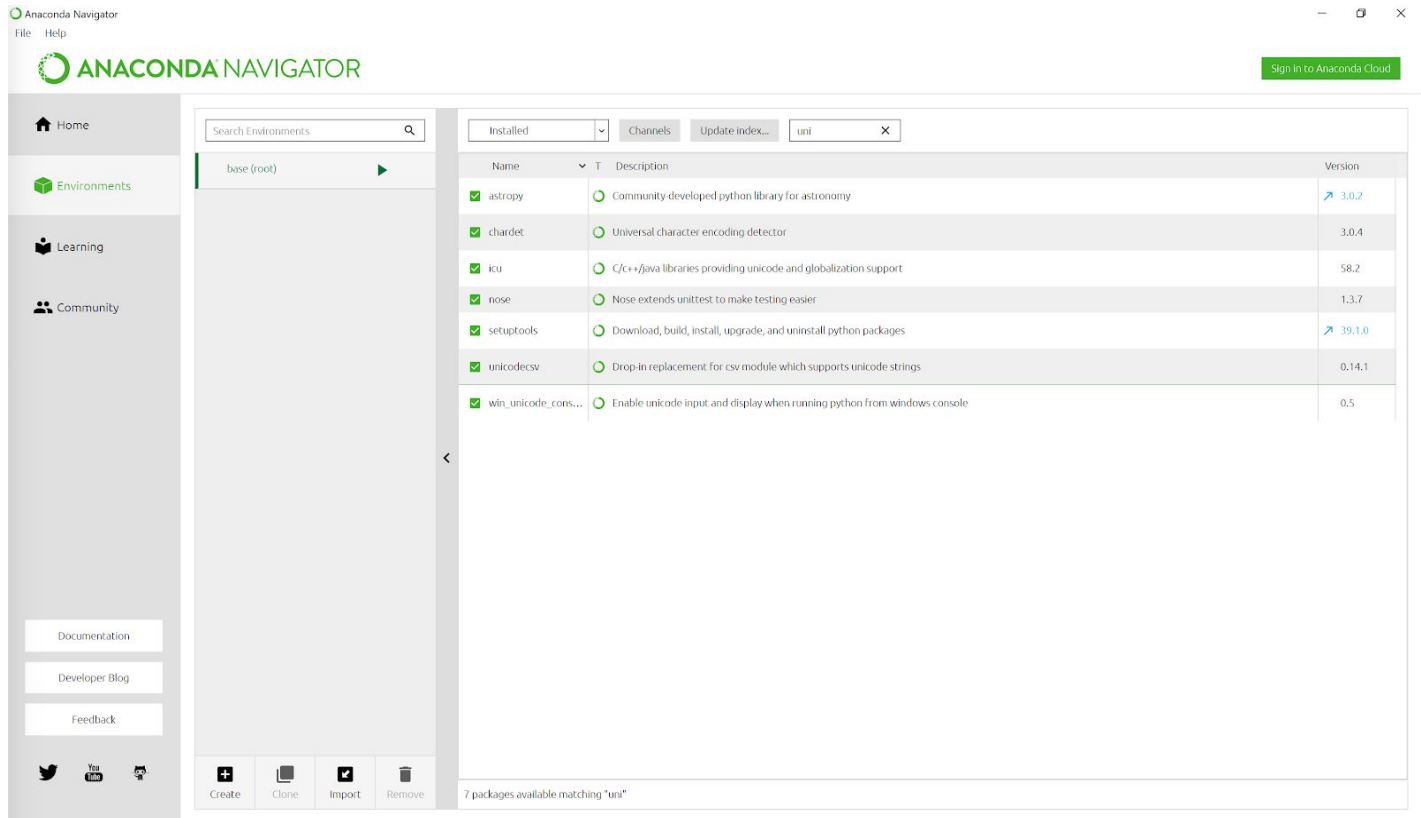 Anaconda Navigator
File Help
ANACONDA NAVIGATOR
Sign in to Anaconda Cloud
Home
Environments
Learning
Community
Documentation
Developer Blog
Feedback
You Tube
Search Environments
base (root)
Create Clone Import Remove
Installed Channels Update index... uni
Name T Description Version
astropy Community-developed python library for astronomy 3.0.2
chardet Universal character encoding detector 3.0.4
icu C/c++/java libraries providing unicode and globalization support 58.2
nose Nose extends unittest to make testing easier 1.3.7
setuptools Download, build, install, upgrade, and uninstall python packages 39.1.0
unicodecsv Drop-in replacement for csv module which supports unicode strings 0.14.1
win_unicode_cons... Enable unicode input and display when running python from windows console 0.5
7 packages available matching "uni"